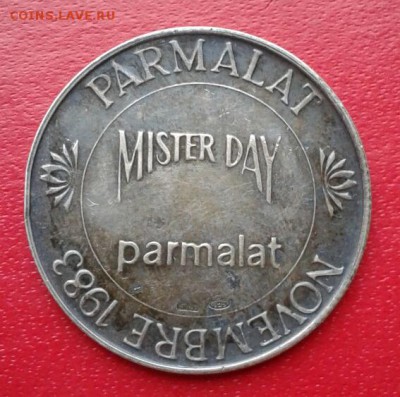 COINS.LAVE.RU
PARMALAT
MISTER DAY
parmalat
NOVEMBRE 1983